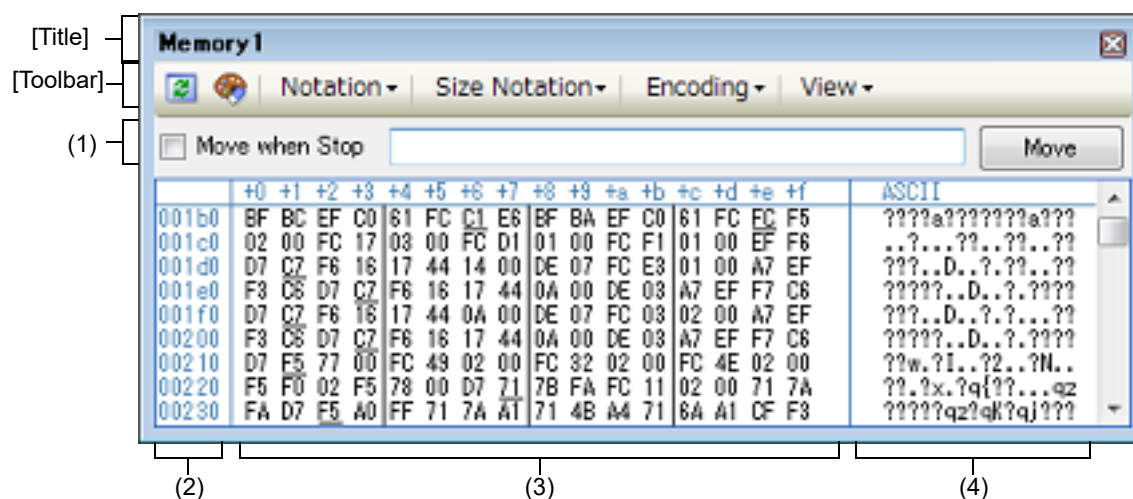 [Title] Memory1
[Toolbar] Notation Size Notation Encoding View
(1) Move when Stop Move
+0 +1 +2 +3 +4 +5 +6 +7 +8 +9 +a +b +c +d +e +f ASCII
001b0 BF BC EF C0 61 FC C1 E6 BF BA EF C0 61 FC FC F5 ????a???????a???
001c0 02 00 FC 17 03 00 FC D1 01 00 FC F1 01 00 EF F6 ..?...??..??..??
001d0 D7 C7 F6 16 17 44 14 00 DE 07 FC E3 01 00 A7 EF ???..D..?.??..??
001e0 F3 C6 D7 C7 F6 16 17 44 0A 00 DE 03 A7 EF F7 C6 ?????..D..?.????
001f0 D7 C7 F6 16 17 44 0A 00 DE 07 FC 03 02 00 A7 EF ???..D..?.?...??
00200 F3 C6 D7 C7 F6 16 17 44 0A 00 DE 03 A7 EF F7 C6 ?????..D..?.????
00210 D7 F5 77 00 FC 49 02 00 FC 32 02 00 FC 4E 02 00 ??w.?I..?2..?N..
00220 F5 F0 02 F5 78 00 D7 71 7B FA FC 11 02 00 71 7A ??.?x.?q{??...qz
00230 FA D7 F5 A0 FF 71 7A A1 71 4B A4 71 6A A1 CF F3 ?????qz?qK?qj???
(2) (3) (4)